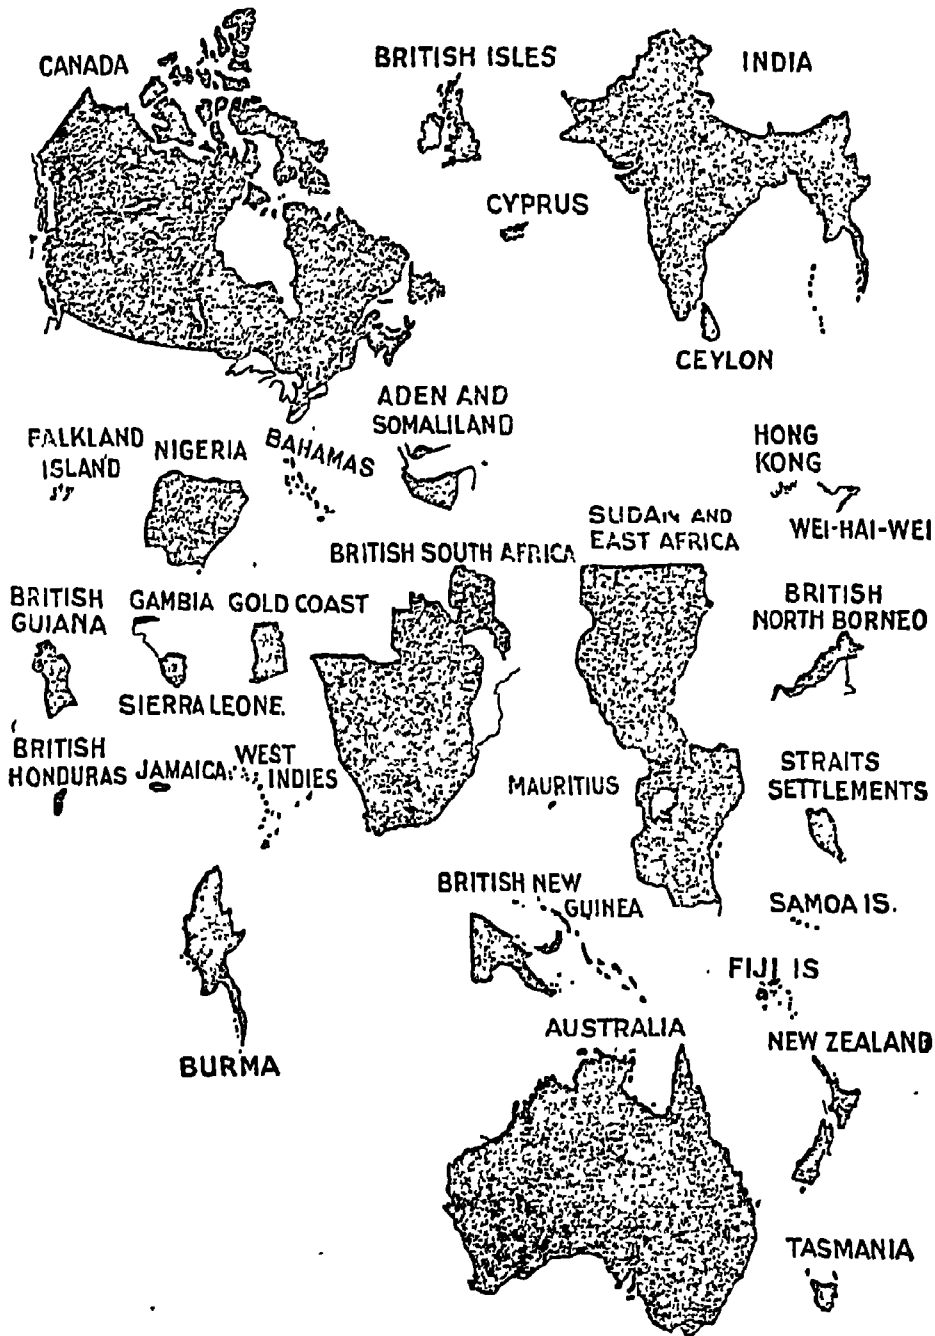 CANADA
BRITISH ISLES
INDIA
CYPRUS
CEYLON
ADEN AND
SOMALILAND
FALKLAND
ISLAND
NIGERIA
BAHAMAS
HONG
KONG
WEI-HAI-WEI
SUDAN AND
EAST AFRICA
BRITISH SOUTH AFRICA
BRITISH
GUIANA
GAMBIA
GOLD COAST
BRITISH
NORTH BORNEO
SIERRA LEONE.
BRITISH
HONDURAS
JAMAICA
WEST
INDIES
MAURITIUS
STRAITS
SETTLEMENTS
BRITISH NEW
GUINEA
SAMOA IS.
FIJI IS
BURMA
AUSTRALIA
NEW ZEALAND
TASMANIA